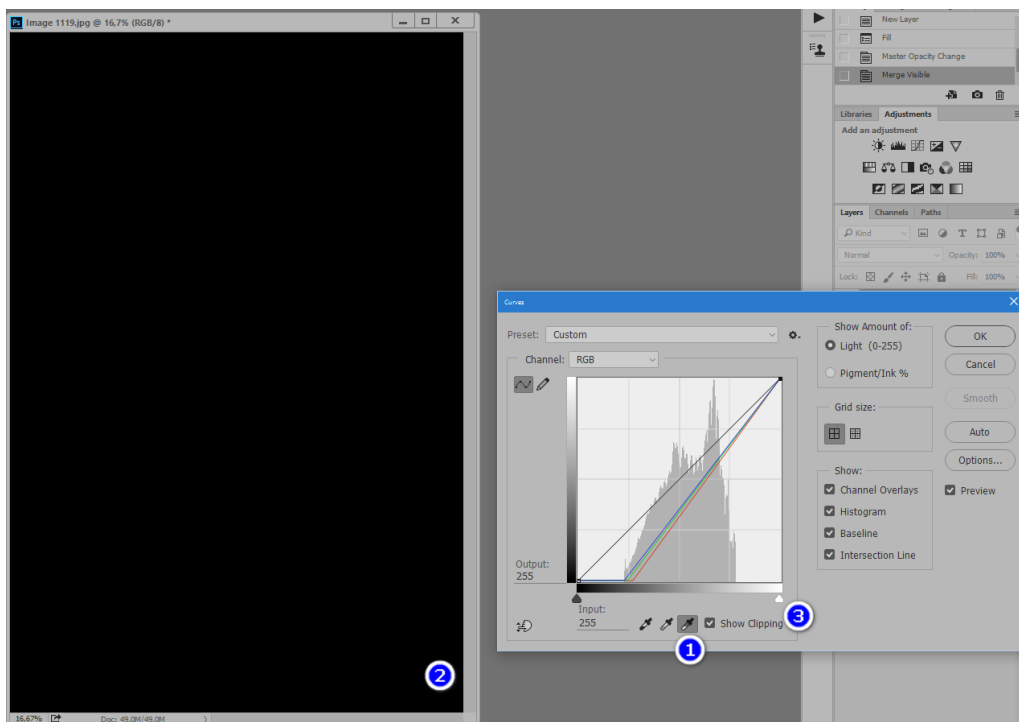 Ps Image 1119.jpg @ 16,7% (RGB/8) *
New Layer
Fill
Master Opacity Change
Merge Visible
Libraries Adjustments
Add an adjustment
Layers Channels Paths
Kind
Normal Opacity: 100%
Lock: Fill: 100%
Curves
Preset: Custom
Channel: RGB
Output:
255
Input:
255
Show Clipping
Show Amount of:
Light (0-255)
Pigment/Ink %
Grid size:
Show:
Channel Overlays
Histogram
Baseline
Intersection Line
OK
Cancel
Smooth
Auto
Options...
Preview
1
2
3
16,67% Doc: 49,0M/49,0M